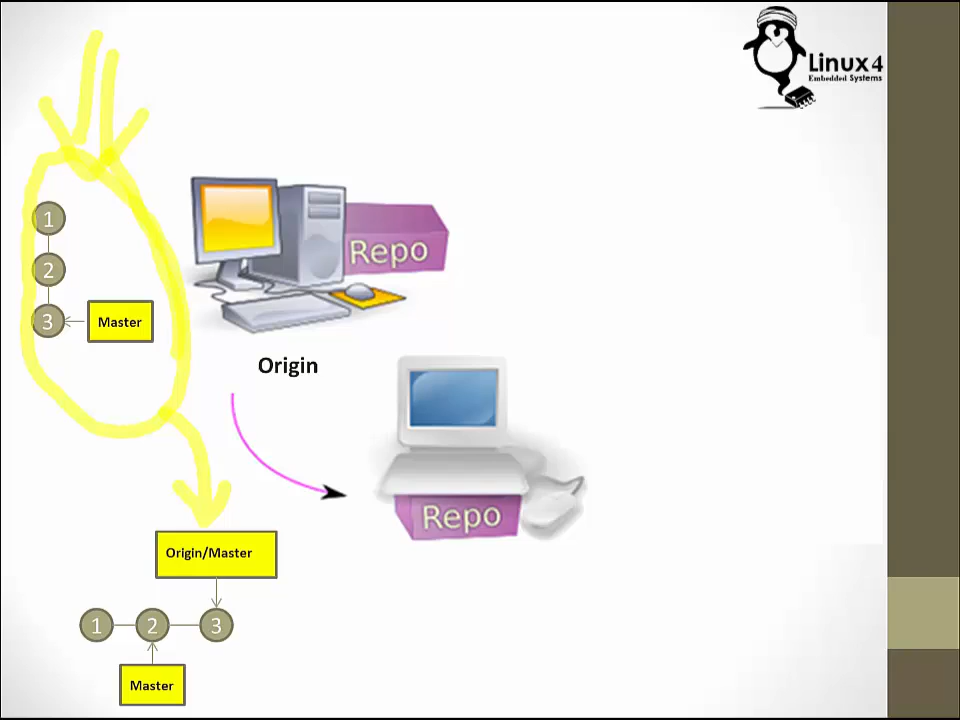 Linux 4
Embedded Systems
1
2
3
Master
Repo
Origin
Repo
Origin/Master
1
2
3
Master